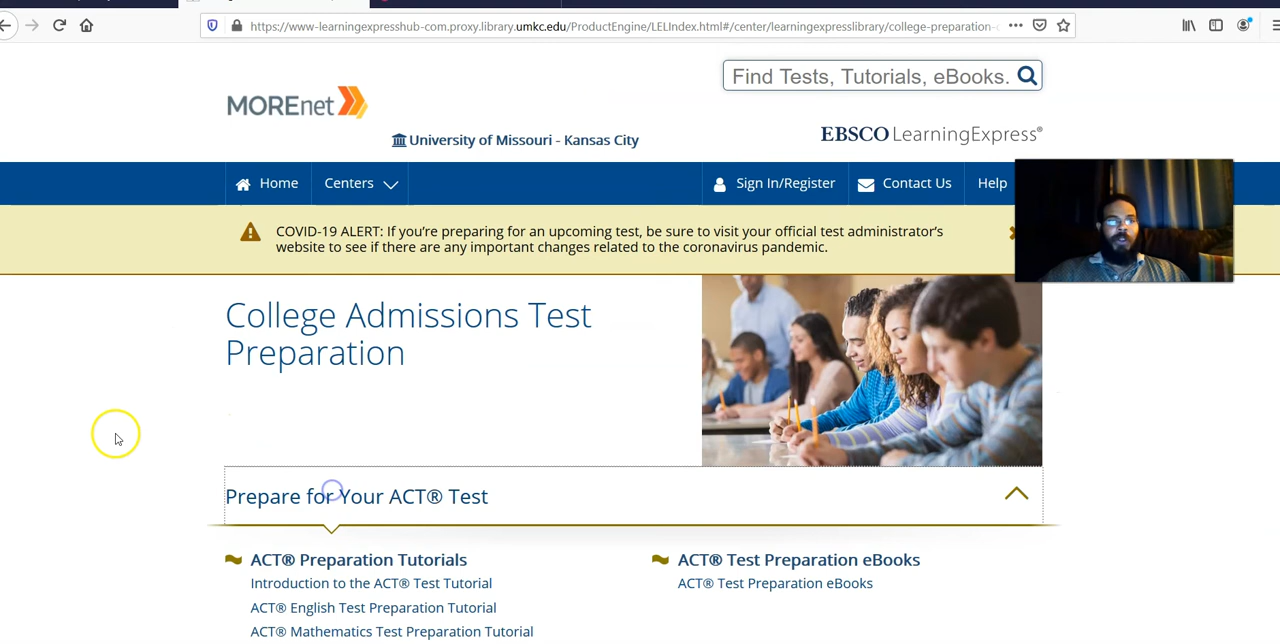 https://www-learningexpresshub-com.proxy.library.umkc.edu/ProductEngine/LELIndex.html#/center/learningexpresslibrary/college-preparation-
Find Tests, Tutorials, eBooks.
MOREnet
University of Missouri - Kansas City
EBSCO LearningExpress®
Home
Centers
Sign In/Register
Contact Us
Help
COVID-19 ALERT: If you’re preparing for an upcoming test, be sure to visit your official test administrator’s
website to see if there are any important changes related to the coronavirus pandemic.
College Admissions Test
Preparation
Prepare for Your ACT® Test
ACT® Preparation Tutorials
Introduction to the ACT® Test Tutorial
ACT® English Test Preparation Tutorial
ACT® Mathematics Test Preparation Tutorial
ACT® Test Preparation eBooks
ACT® Test Preparation eBooks